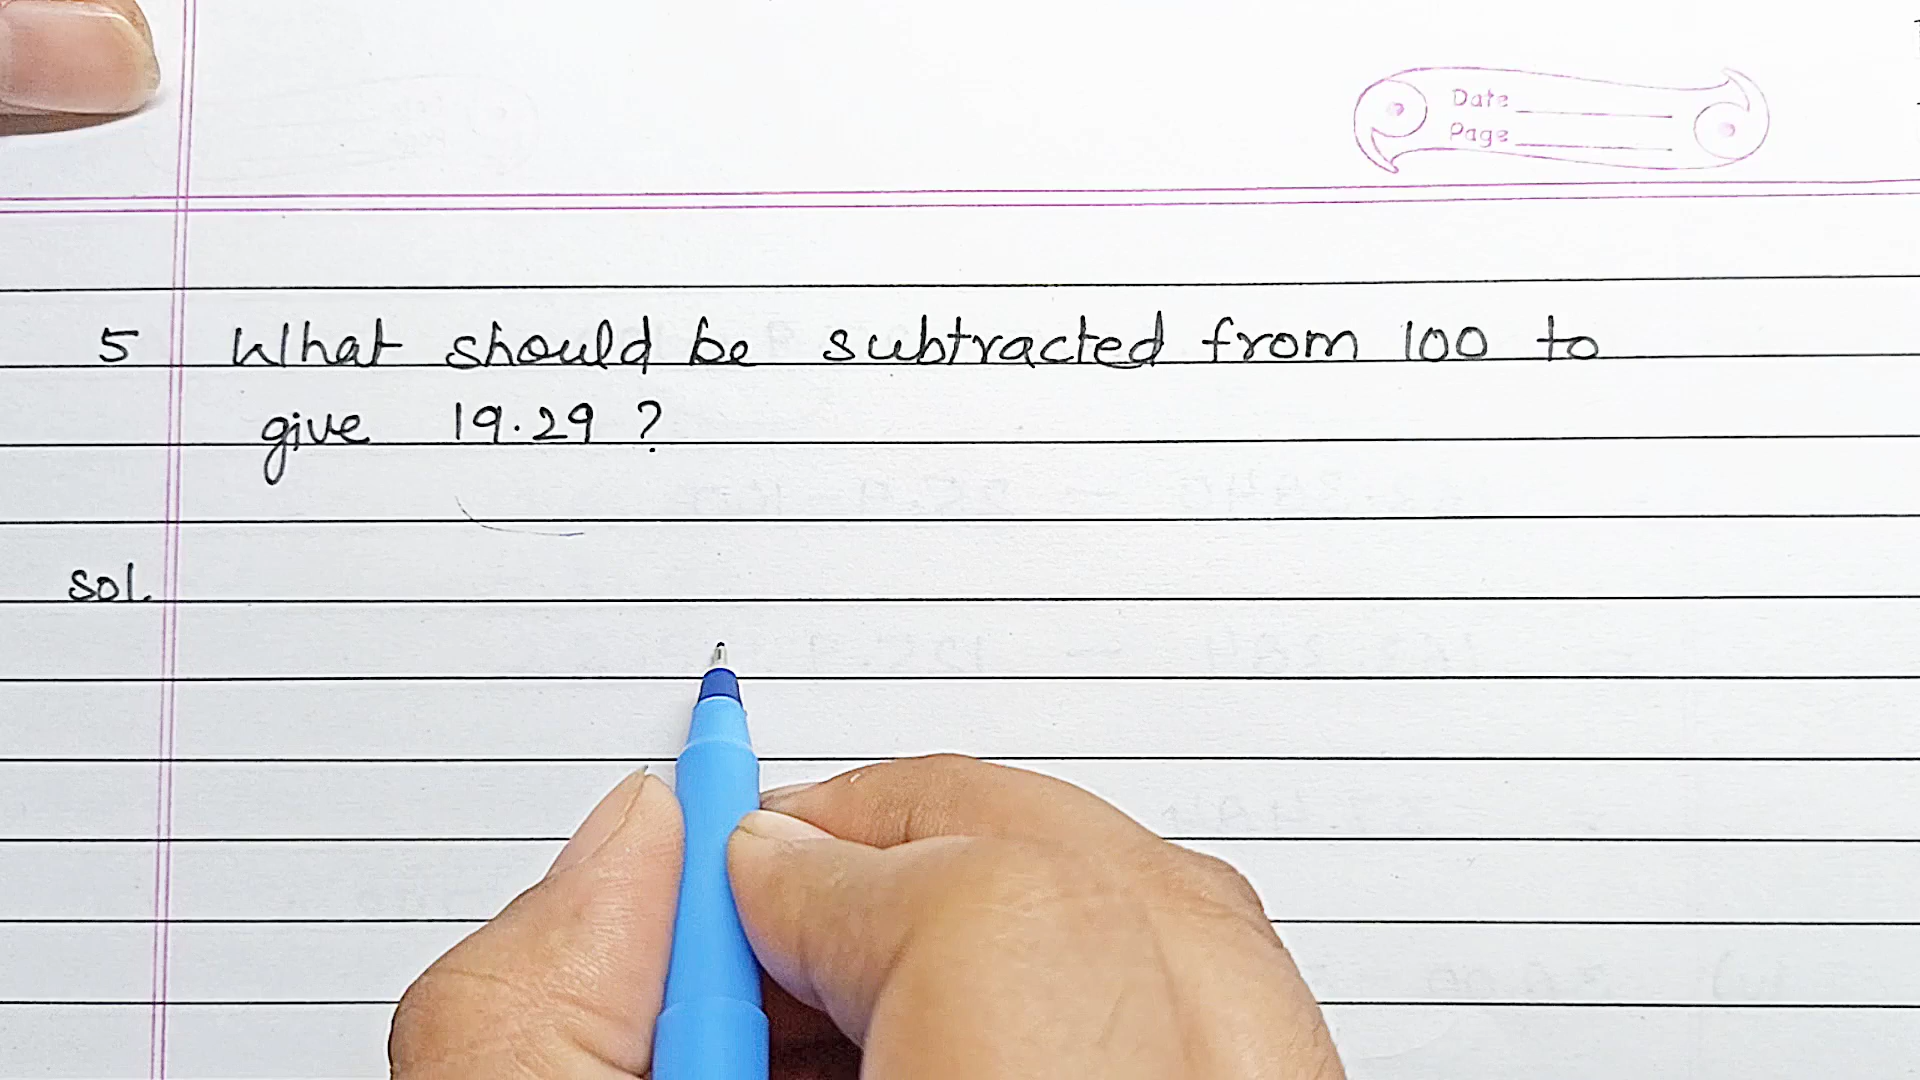 Date
Page
5 What should be subtracted from 100 to
give 19.29 ?
sol.